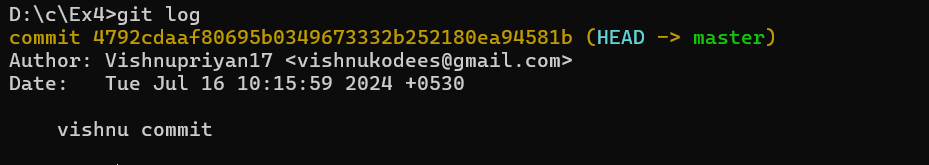 D:\c\Ex4>git log
commit 4792cdaaf80695b0349673332b252180ea94581b (HEAD -> master)
Author: Vishnupriyan17 <vishnukodees@gmail.com>
Date:   Tue Jul 16 10:15:59 2024 +0530
    vishnu commit